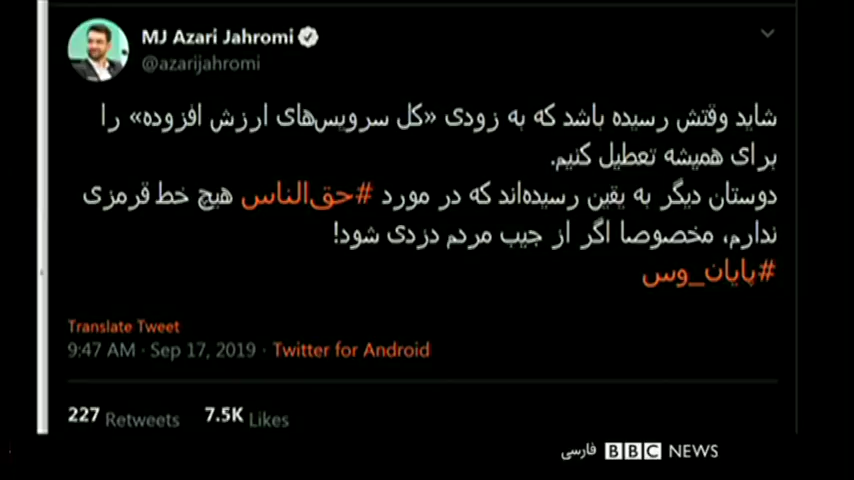 MJ Azari Jahromi
@azarijahromi
شاید وقتش رسیده باشد که به زودی «کل سرویس‌های ارزش افزوده» را
برای همیشه تعطیل کنیم.
دوستان دیگر به یقین رسیده‌اند که در مورد #حق‌الناس هیچ خط قرمزی
ندارم، مخصوصا اگر از جیب مردم دزدی شود!
#پایان_وس
Translate Tweet
9:47 AM · Sep 17, 2019 · Twitter for Android
227 Retweets 7.5K Likes
BBC NEWS فارسی